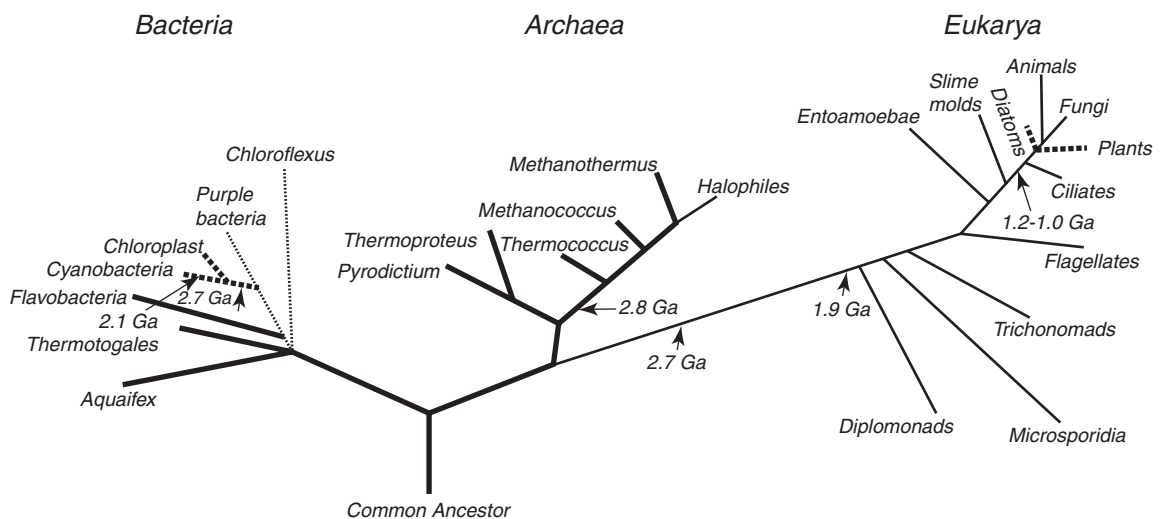 Bacteria
Archaea
Eukarya
Animals
Slime
molds
Diatoms
Fungi
Entoamoebae
Plants
Chloroflexus
Methanothermus
Ciliates
Halophiles
Purple
bacteria
Methanococcus
1.2-1.0 Ga
Chloroplast
Thermoproteus
Thermococcus
Cyanobacteria
Pyrodictium
Flagellates
Flavobacteria
2.7 Ga
2.1 Ga
2.8 Ga
1.9 Ga
Trichonomads
Thermotogales
2.7 Ga
Aquaifex
Diplomonads
Microsporidia
Common Ancestor